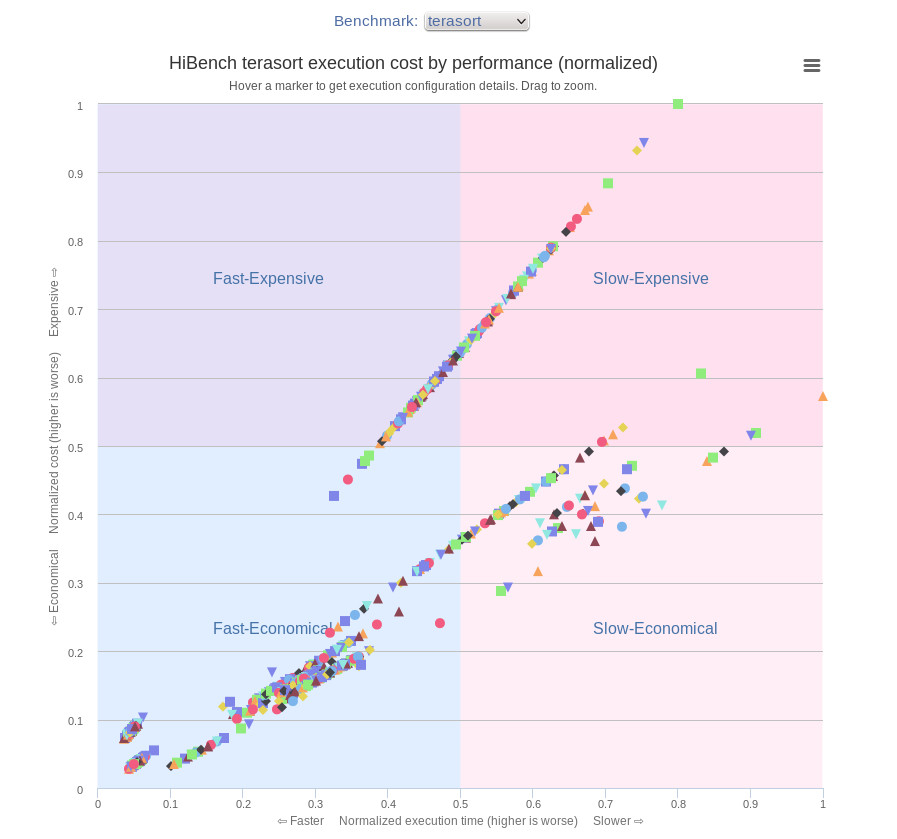 Benchmark: terasort
HiBench terasort execution cost by performance (normalized)
Hover a marker to get execution configuration details. Drag to zoom.
1
0.9
0.8
0.7
0.6
0.5
0.4
0.3
0.2
0.1
0
⇦ Economical Normalized cost (higher is worse) Expensive ⇨
Fast-Expensive
Slow-Expensive
Fast-Economical
Slow-Economical
0 0.1 0.2 0.3 0.4 0.5 0.6 0.7 0.8 0.9 1
⇦ Faster Normalized execution time (higher is worse) Slower ⇨